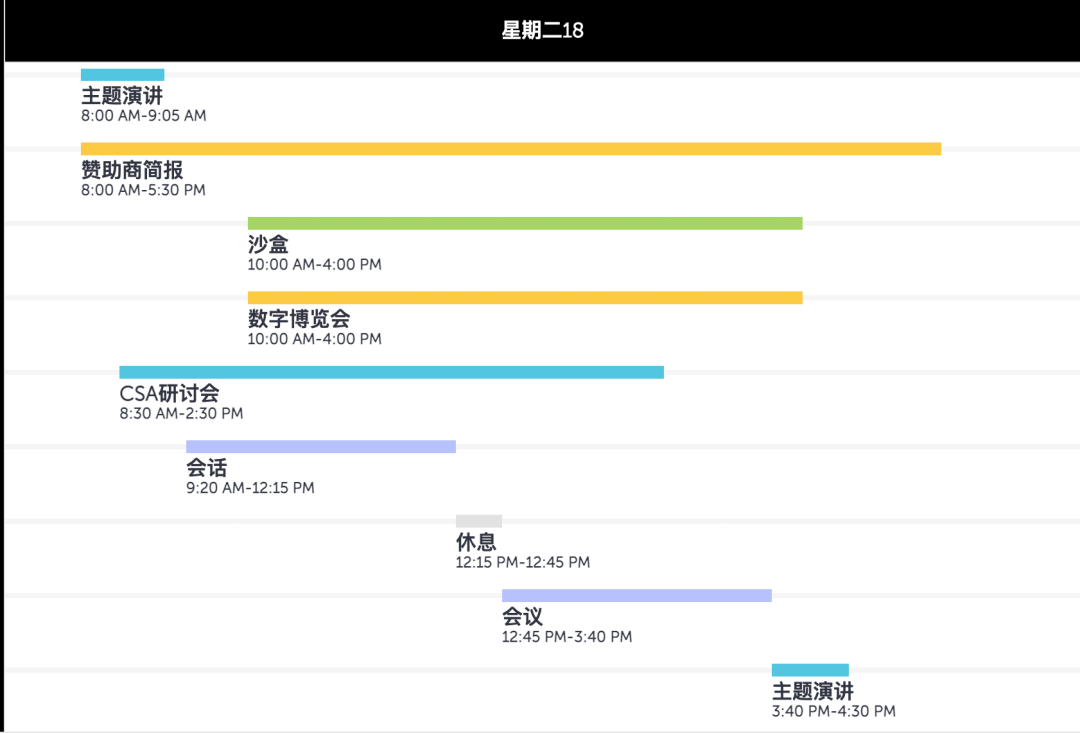 星期二18
主题演讲
8:00 AM-9:05 AM
赞助商简报
8:00 AM-5:30 PM
沙盒
10:00 AM-4:00 PM
数字博览会
10:00 AM-4:00 PM
CSA研讨会
8:30 AM-2:30 PM
会话
9:20 AM-12:15 PM
休息
12:15 PM-12:45 PM
会议
12:45 PM-3:40 PM
主题演讲
3:40 PM-4:30 PM